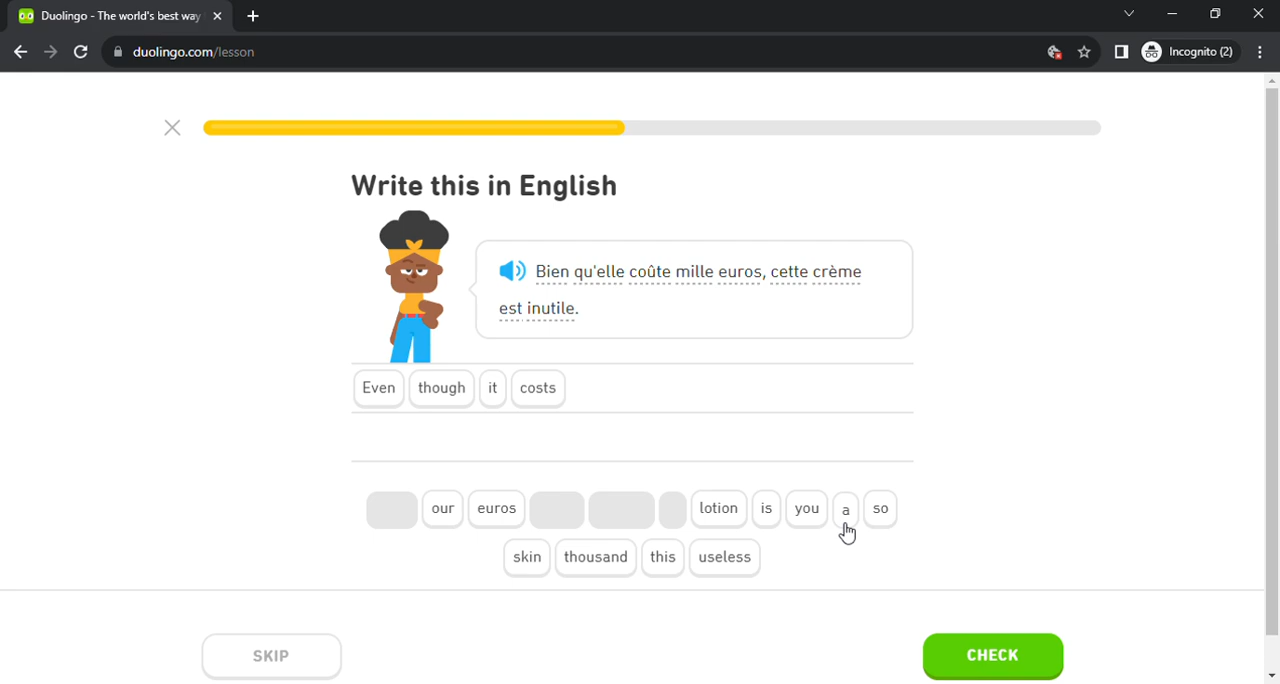 Duolingo - The world's best way
duolingo.com/lesson
Incognito (2)
Write this in English
Bien qu'elle coûte mille euros, cette crème
est inutile.
Even though it costs
our euros lotion is you a so
skin thousand this useless
SKIP CHECK